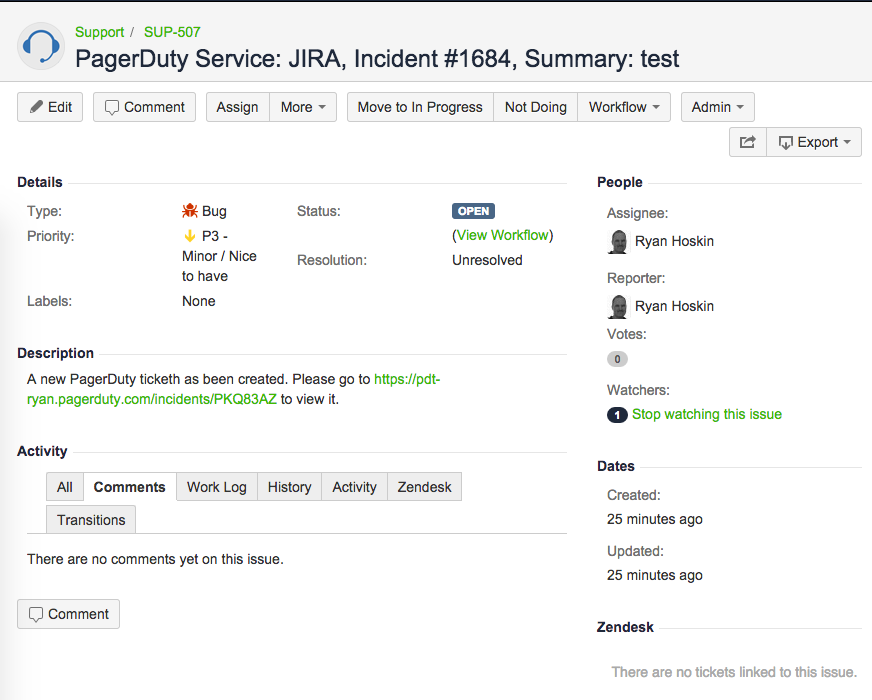 Support / SUP-507
PagerDuty Service: JIRA, Incident #1684, Summary: test
Edit Comment Assign More Move to In Progress Not Doing Workflow Admin
Export
Details
Type: Bug Status: OPEN
(View Workflow)
Priority: P3 -
Minor / Nice
to have
Resolution: Unresolved
Labels: None
Description
A new PagerDuty ticketh as been created. Please go to https://pdt-
ryan.pagerduty.com/incidents/PKQ83AZ to view it.
Activity
All Comments Work Log History Activity Zendesk
Transitions
There are no comments yet on this issue.
Comment
People
Assignee:
Ryan Hoskin
Reporter:
Ryan Hoskin
Votes:
0
Watchers:
1 Stop watching this issue
Dates
Created:
25 minutes ago
Updated:
25 minutes ago
Zendesk
There are no tickets linked to this issue.